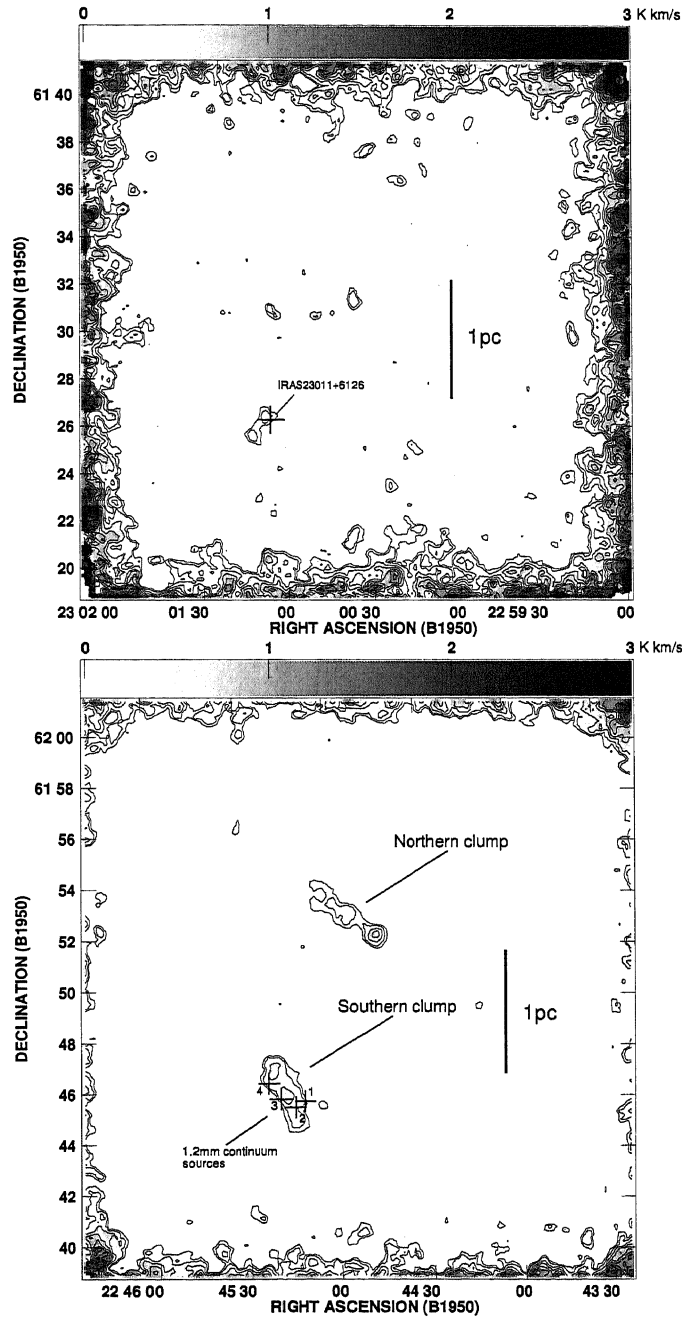 0 1 2 3 K km/s
61 40
38
36
34
32
30
28
26
24
22
20
DECLINATION (B1950)
1pc
IRAS23011+6126
23 02 00 01 30 00 00 30 00 22 59 30 00
RIGHT ASCENSION (B1950)
0 1 2 3 K km/s
62 00
61 58
56
54
52
50
48
46
44
42
40
DECLINATION (B1950)
Northern clump
Southern clump
1pc
1
4
3
2
1.2mm continuum
sources
22 46 00 45 30 00 44 30 00 43 30
RIGHT ASCENSION (B1950)